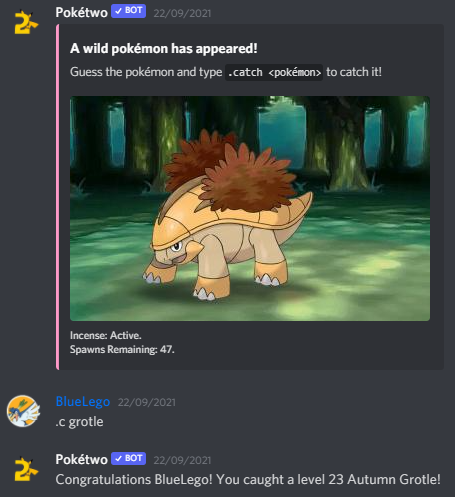 Pokétwo ✓ BOT 22/09/2021
A wild pokémon has appeared!
Guess the pokémon and type .catch <pokémon> to catch it!
Incense: Active.
Spawns Remaining: 47.
BlueLego 22/09/2021
.c grotle
Pokétwo ✓ BOT 22/09/2021
Congratulations BlueLego! You caught a level 23 Autumn Grotle!